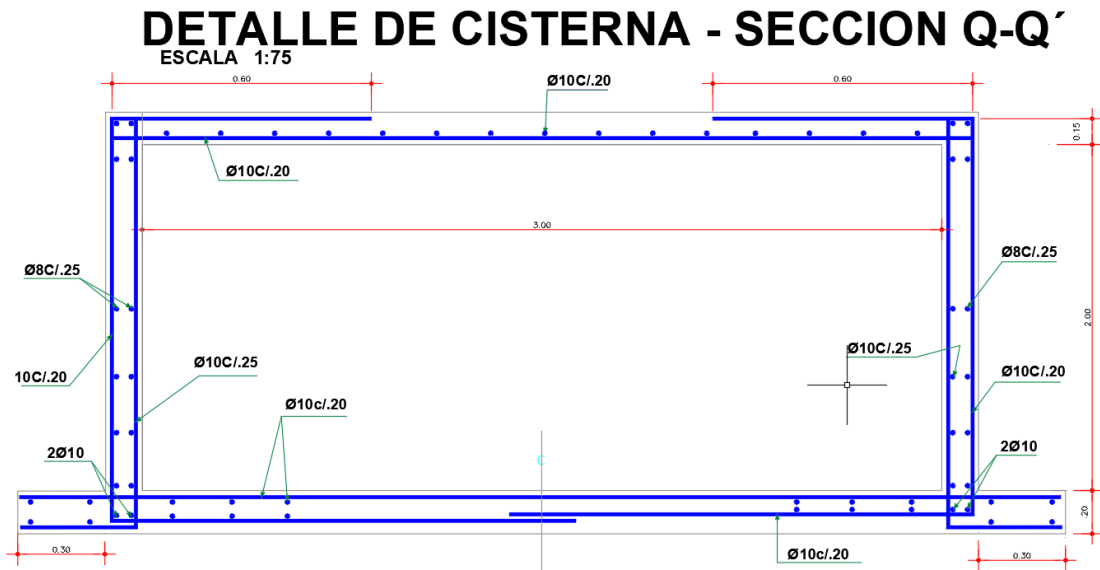 DETALLE DE CISTERNA - SECCION Q-Q´
ESCALA 1:75
0.60
0.60
Ø10C/.20
0.15
Ø10C/.20
3.00
Ø8C/.25
Ø8C/.25
2.00
Ø10C/.25
Ø10C/.25
10C/.20
Ø10C/.20
Ø10c/.20
2Ø10
2Ø10
C
.20
0.30
Ø10c/.20
0.30